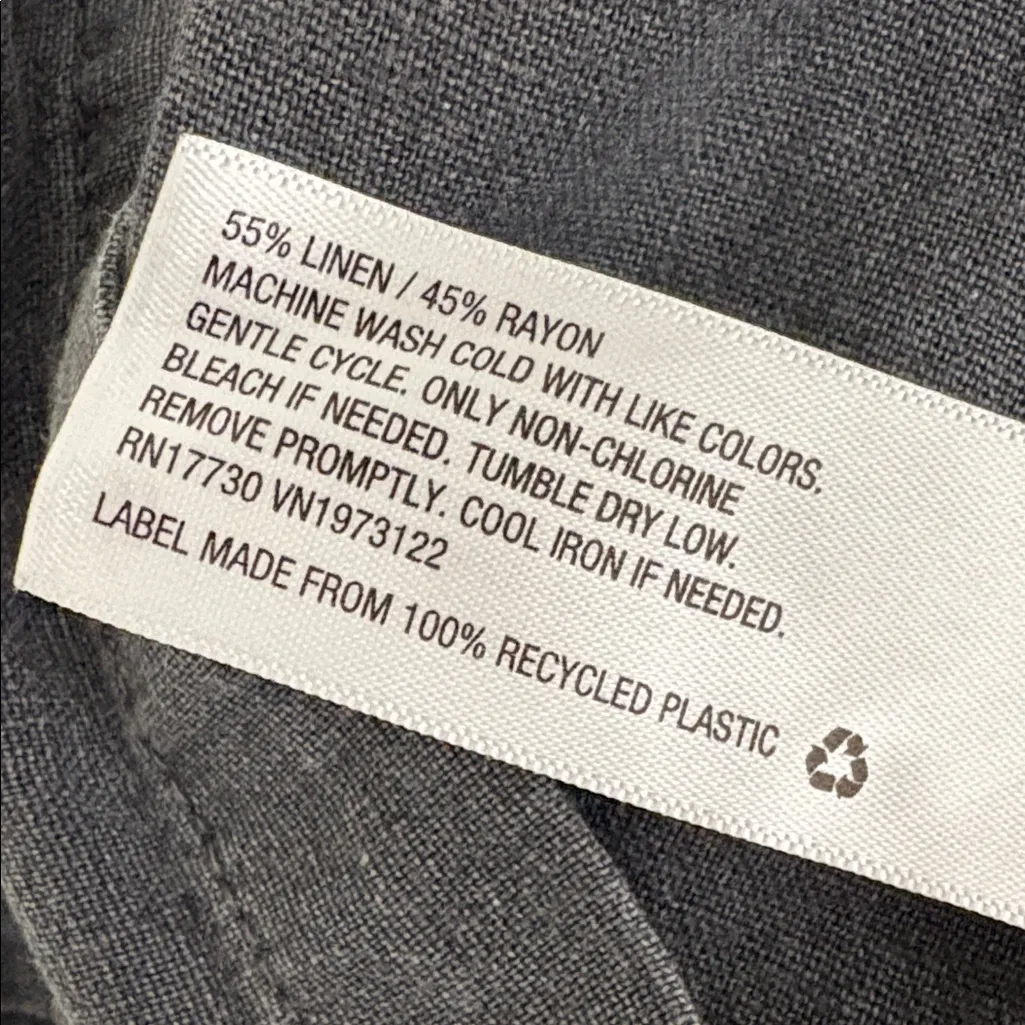 55% LINEN / 45% RAYON
MACHINE WASH COLD WITH LIKE COLORS,
GENTLE CYCLE. ONLY NON-CHLORINE
BLEACH IF NEEDED. TUMBLE DRY LOW.
REMOVE PROMPTLY. COOL IRON IF NEEDED.
RN17730 VN1973122
LABEL MADE FROM 100% RECYCLED PLASTIC